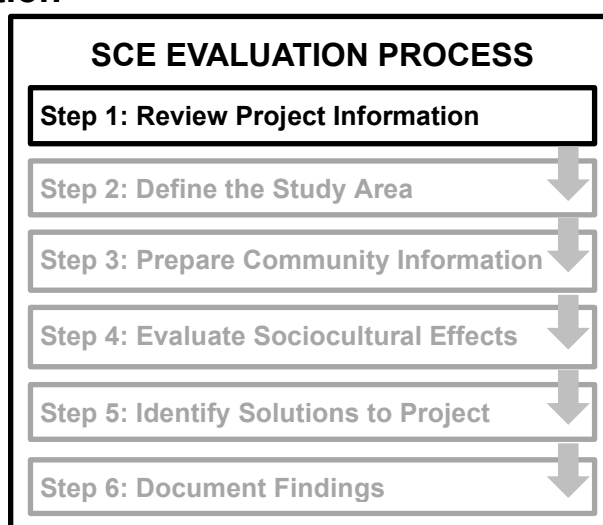 SCE EVALUATION PROCESS
Step 1: Review Project Information
Step 2: Define the Study Area
Step 3: Prepare Community Information
Step 4: Evaluate Sociocultural Effects
Step 5: Identify Solutions to Project
Step 6: Document Findings